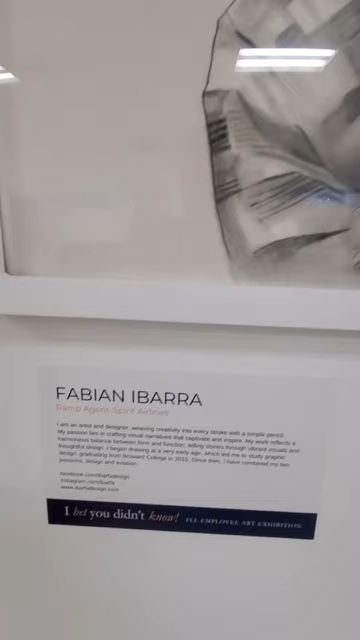 FABIAN IBARRA
Ramp Agent, Spirit Airlines
I am an artist and designer, weaving creativity into every stroke with a simple pencil.
My passion lies in crafting visual narratives that captivate and inspire. My work reflects a
harmonious balance between form and function, telling stories through vibrant visuals and
thoughtful design. I began drawing at a very early age, which led me to study graphic
design, graduating from Broward College in 2012. Since then, I have combined my two
passions, design and aviation.
I bet you didn't know! FLL EMPLOYEE ART EXHIBITION